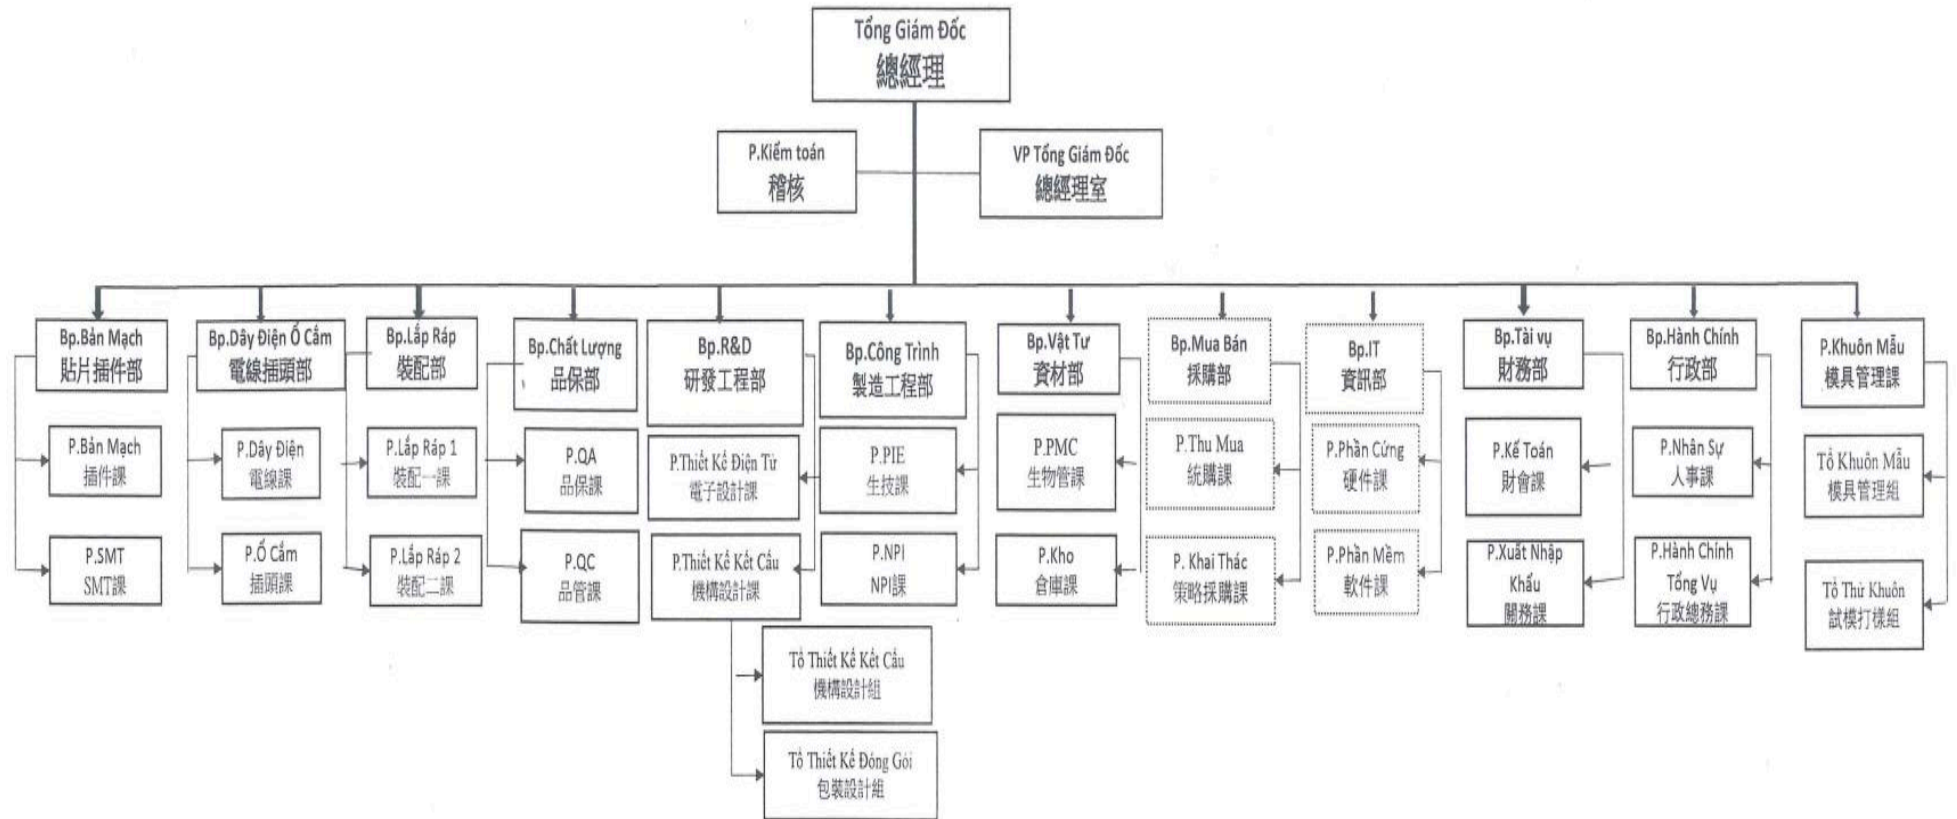 Tổng Giám Đốc
總經理
P.Kiểm toán
稽核
VP Tổng Giám Đốc
總經理室
Bp.Bản Mạch
貼片插件部
P.Bản Mạch
插件課
P.SMT
SMT課
Bp.Dây Điện Ổ Cắm
電線插頭部
P.Dây Điện
電線課
P.Ổ Cắm
插頭課
Bp.Lắp Ráp
裝配部
P.Lắp Ráp 1
裝配一課
P.Lắp Ráp 2
裝配二課
Bp.Chất Lượng
品保部
P.QA
品保課
P.QC
品管課
Bp.R&D
研發工程部
P.Thiết Kế Điện Tử
電子設計課
P.Thiết Kế Kết Cấu
機構設計課
Tổ Thiết Kế Kết Cấu
機構設計組
Tổ Thiết Kế Đóng Gói
包裝設計組
Bp.Công Trình
製造工程部
P.PIE
生技課
P.NPI
NPI課
Bp.Vật Tư
資材部
P.PMC
生物管課
P.Kho
倉庫課
Bp.Mua Bán
採購部
P.Thu Mua
統購課
P. Khai Thác
策略採購課
Bp.IT
資訊部
P.Phần Cứng
硬件課
P.Phần Mềm
軟件課
Bp.Tài vụ
財務部
P.Kế Toán
財會課
P.Xuất Nhập
Khẩu
關務課
Bp.Hành Chính
行政部
P.Nhân Sự
人事課
P.Hành Chính
Tổng Vụ
行政總務課
P.Khuôn Mẫu
模具管理課
Tổ Khuôn Mẫu
模具管理組
Tổ Thử Khuôn
試模打樣組